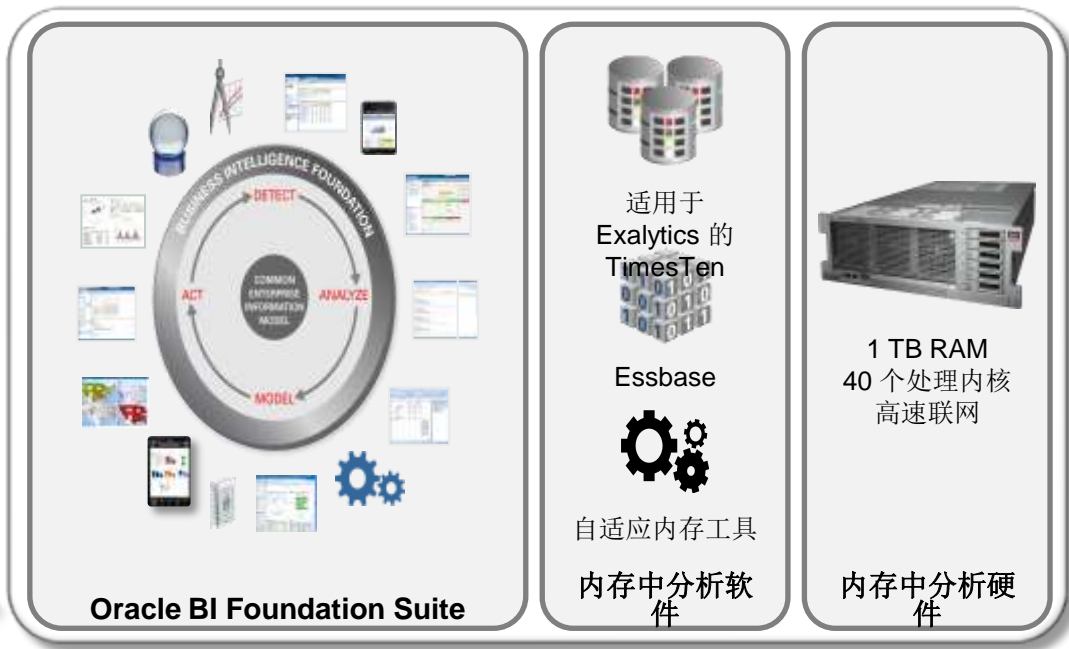 BUSINESS INTELLIGENCE FOUNDATION
DETECT
ACT
COMMON
ENTERPRISE
INFORMATION
MODEL
ANALYZE
MODEL
Oracle BI Foundation Suite
适用于
Exalytics 的
TimesTen
Essbase
自适应内存工具
内存中分析软
件
1 TB RAM
40 个处理内核
高速联网
内存中分析硬
件